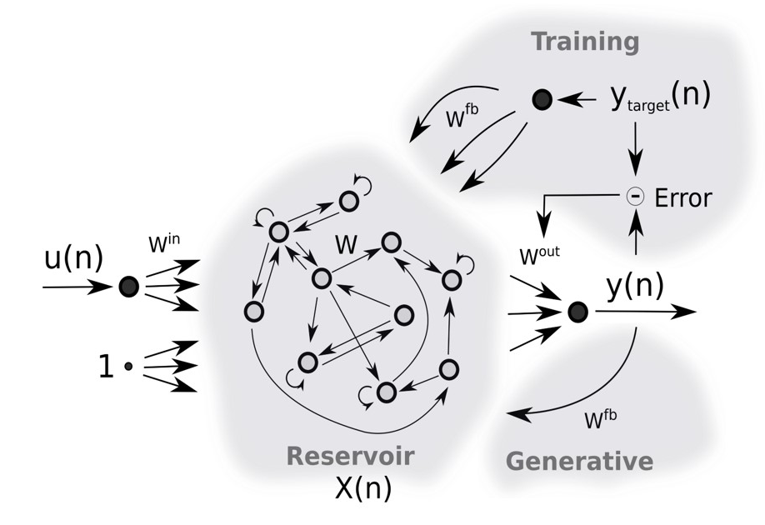 Training
W^fb
y_target(n)
Error
W^in
u(n)
W
W^out
y(n)
1
W^fb
Reservoir
X(n)
Generative